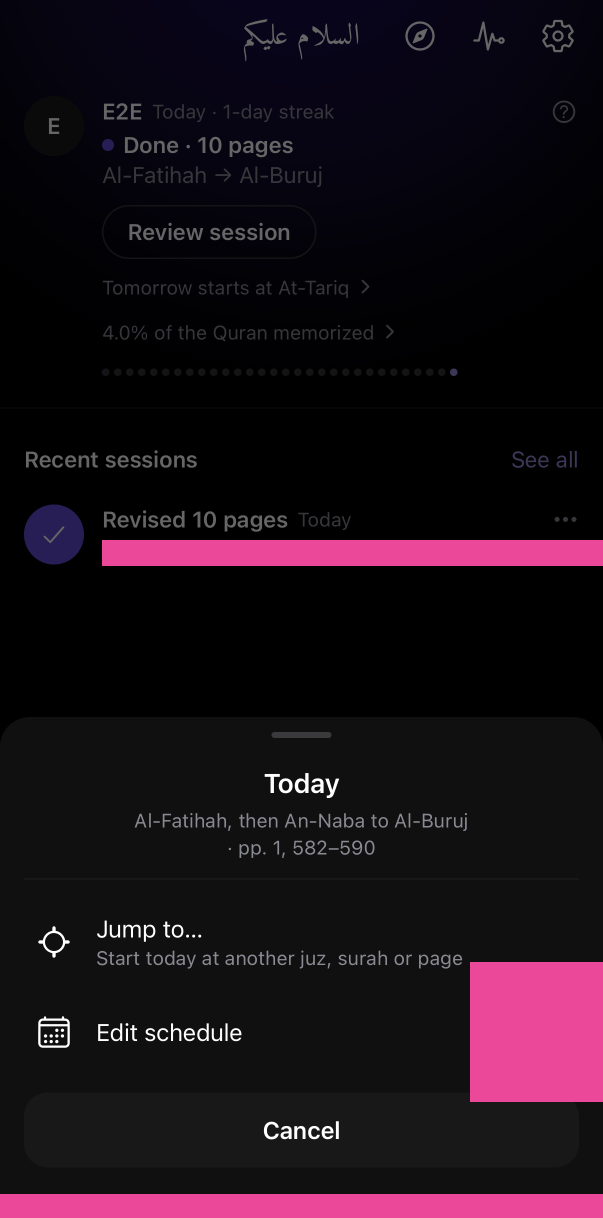 السلام عليكم
E
E2E Today · 1-day streak
Done · 10 pages
Al-Fatihah → Al-Buruj
Review session
Tomorrow starts at At-Tariq >
4.0% of the Quran memorized >
Recent sessions See all
Revised 10 pages Today
Today
Al-Fatihah, then An-Naba to Al-Buruj
· pp. 1, 582–590
Jump to...
Start today at another juz, surah or page
Edit schedule
Cancel